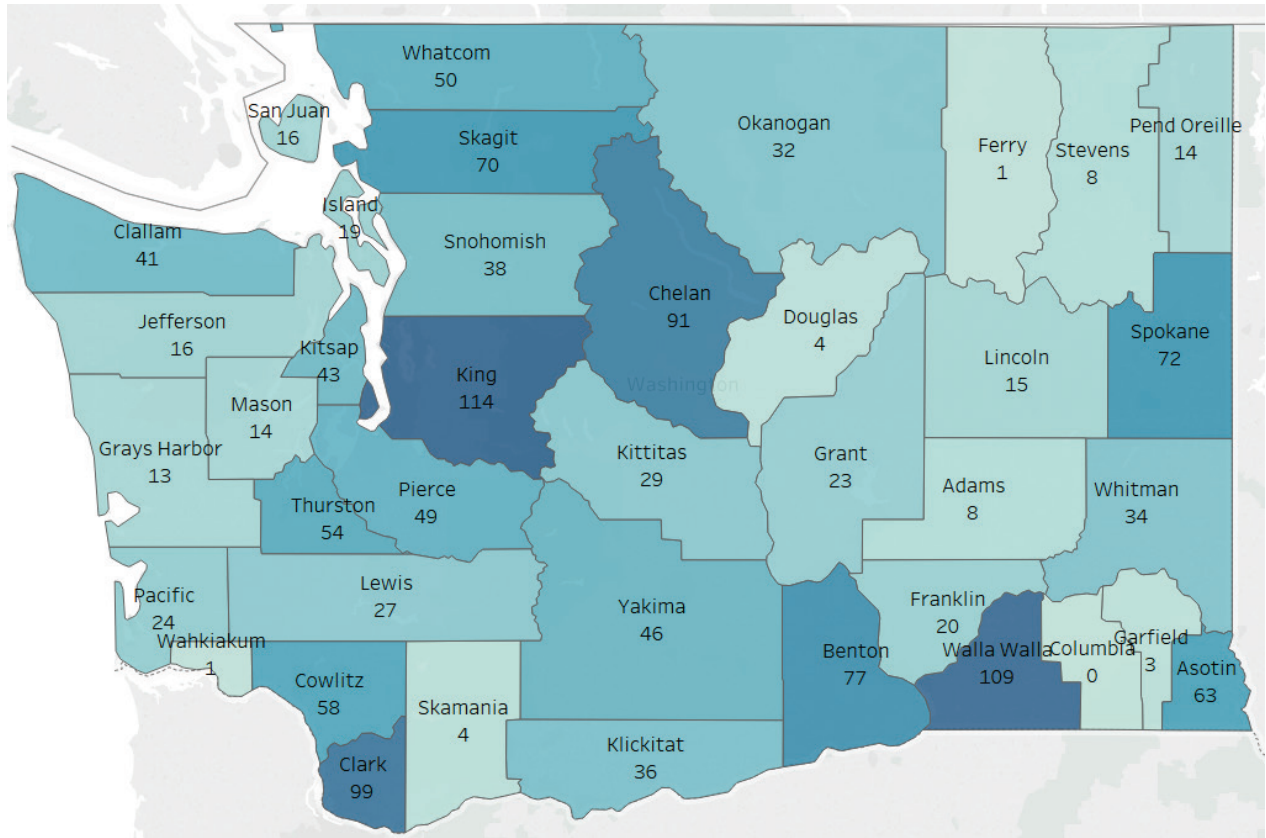 Whatcom
50
San Juan
16
Skagit
70
Okanogan
32
Ferry
1
Stevens
8
Pend Oreille
14
Island
19
Clallam
41
Snohomish
38
Chelan
91
Douglas
4
Jefferson
16
Kitsap
43
King
114
Lincoln
15
Spokane
72
Washington
Mason
14
Grays Harbor
13
Kittitas
29
Grant
23
Adams
8
Whitman
34
Thurston
54
Pierce
49
Pacific
24
Lewis
27
Yakima
46
Franklin
20
Wahkiakum
1
Benton
77
Walla Walla
109
Columbia
0
Garfield
3
Asotin
63
Cowlitz
58
Skamania
4
Klickitat
36
Clark
99